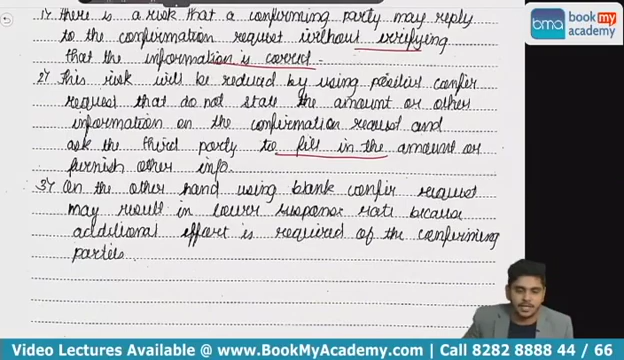 1) There is a risk that a confirming party may reply
to the confirmation request without verifying
that the information is correct.
2) This risk will be reduced by using positive confir
request that do not state the amount or other
information on the confirmation request and
ask the third party to fill in the amount or
furnish other info.
3) On the other hand using blank confir request
may result in lower response rate because
additional effort is required of the confirming
parties.
bma
book my
Academy
Video Lectures Available @ www.BookMyAcademy.com | Call 8282 8888 44 / 66